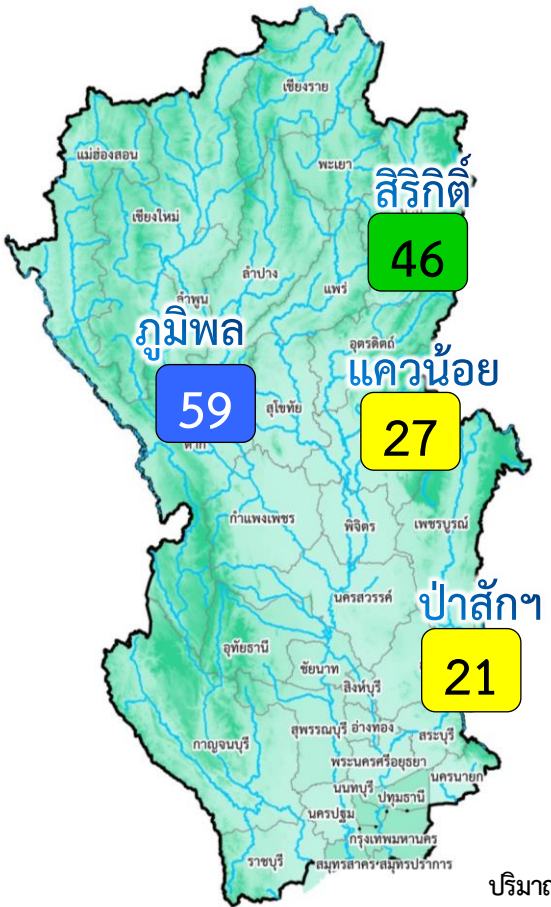 เชียงราย
แม่ฮ่องสอน
พะเยา
สิริกิติ์
เชียงใหม่
46
ลำปาง
แพร่
ลำพูน
ภูมิพล
อุตรดิตถ์
แควน้อย
59
สุโขทัย
27
ตาก
กำแพงเพชร
พิจิตร
เพชรบูรณ์
นครสวรรค์
ป่าสักฯ
อุทัยธานี
ชัยนาท
21
สิงห์บุรี
สุพรรณบุรี อ่างทอง
สระบุรี
กาญจนบุรี
พระนครศรีอยุธยา
นครนายก
นนทบุรี
ปทุมธานี
นครปฐม
กรุงเทพมหานคร
ราชบุรี
สมุทรสาคร สมุทรปราการ